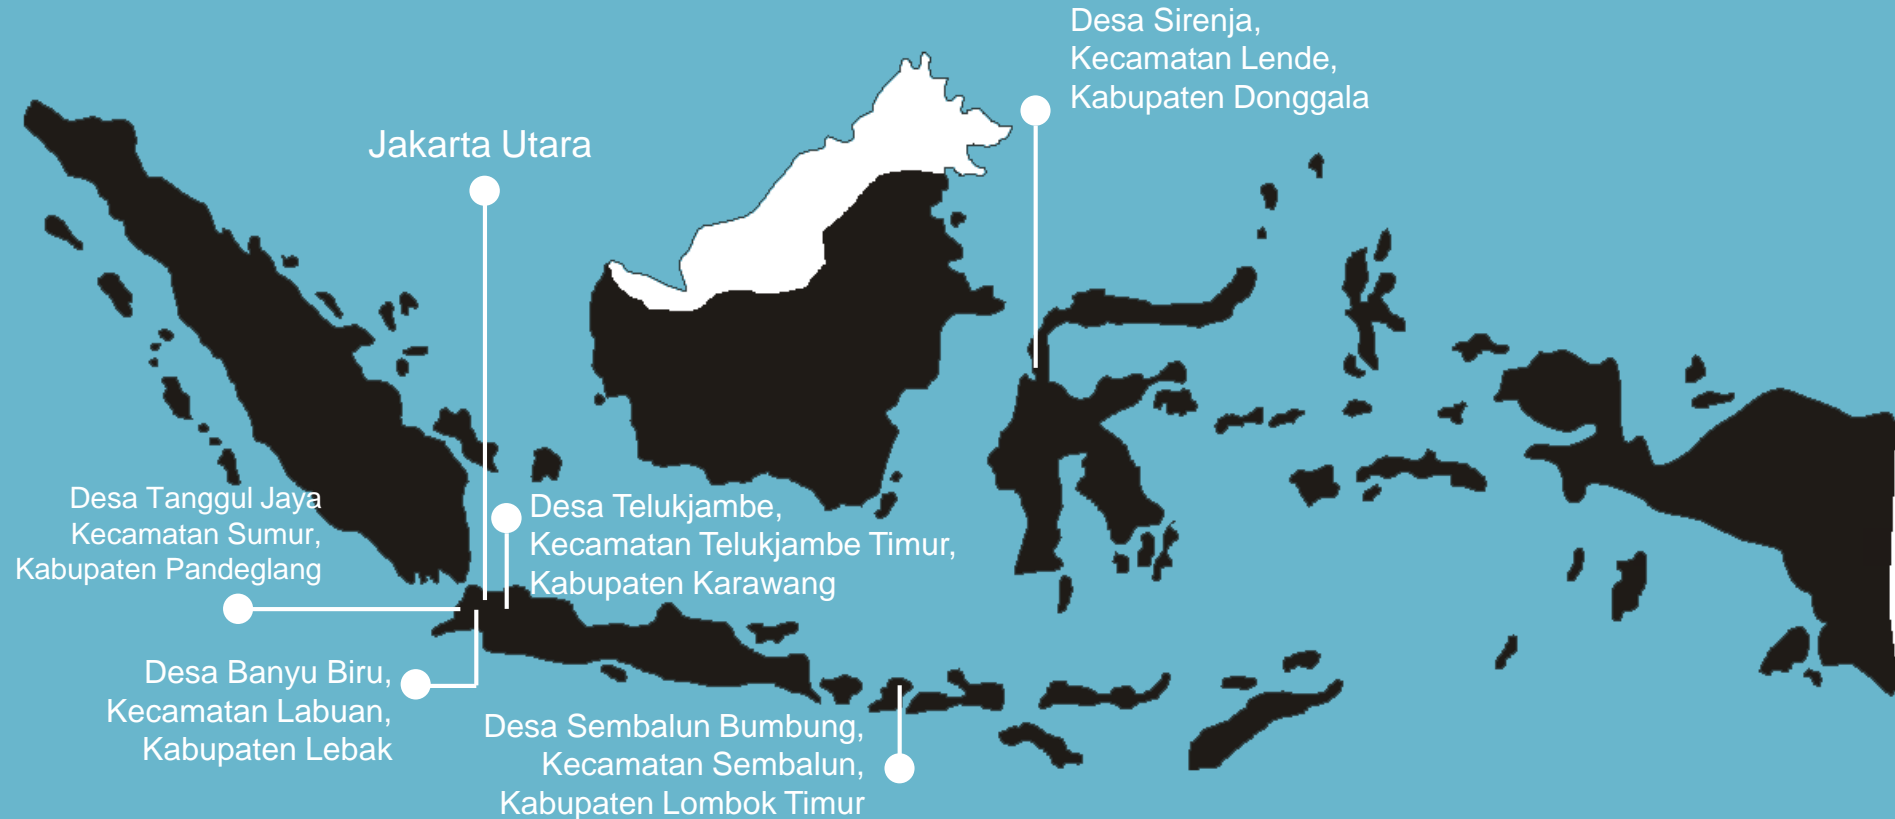 Desa Sirenja,
Kecamatan Lende,
Kabupaten Donggala
Jakarta Utara
Desa Tanggul Jaya
Kecamatan Sumur,
Kabupaten Pandeglang
Desa Telukjambe,
Kecamatan Telukjambe Timur,
Kabupaten Karawang
Desa Banyu Biru,
Kecamatan Labuan,
Kabupaten Lebak
Desa Sembalun Bumbung,
Kecamatan Sembalun,
Kabupaten Lombok Timur